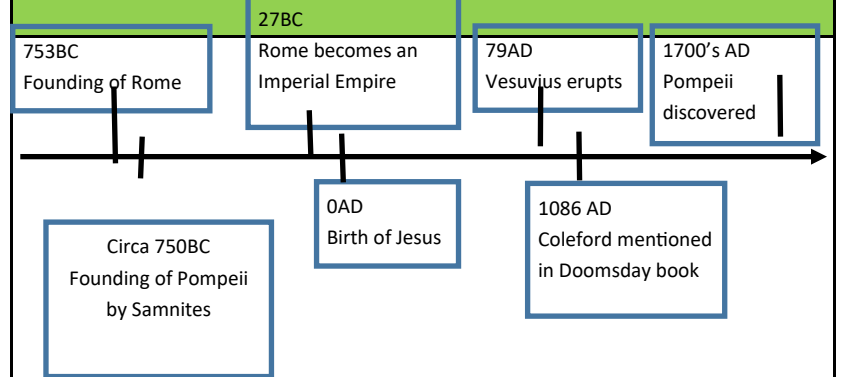 753BC
Founding of Rome
27BC
Rome becomes an
Imperial Empire
79AD
Vesuvius erupts
1700's AD
Pompeii
discovered
Circa 750BC
Founding of Pompeii
by Samnites
0AD
Birth of Jesus
1086 AD
Coleford mentioned
in Doomsday book